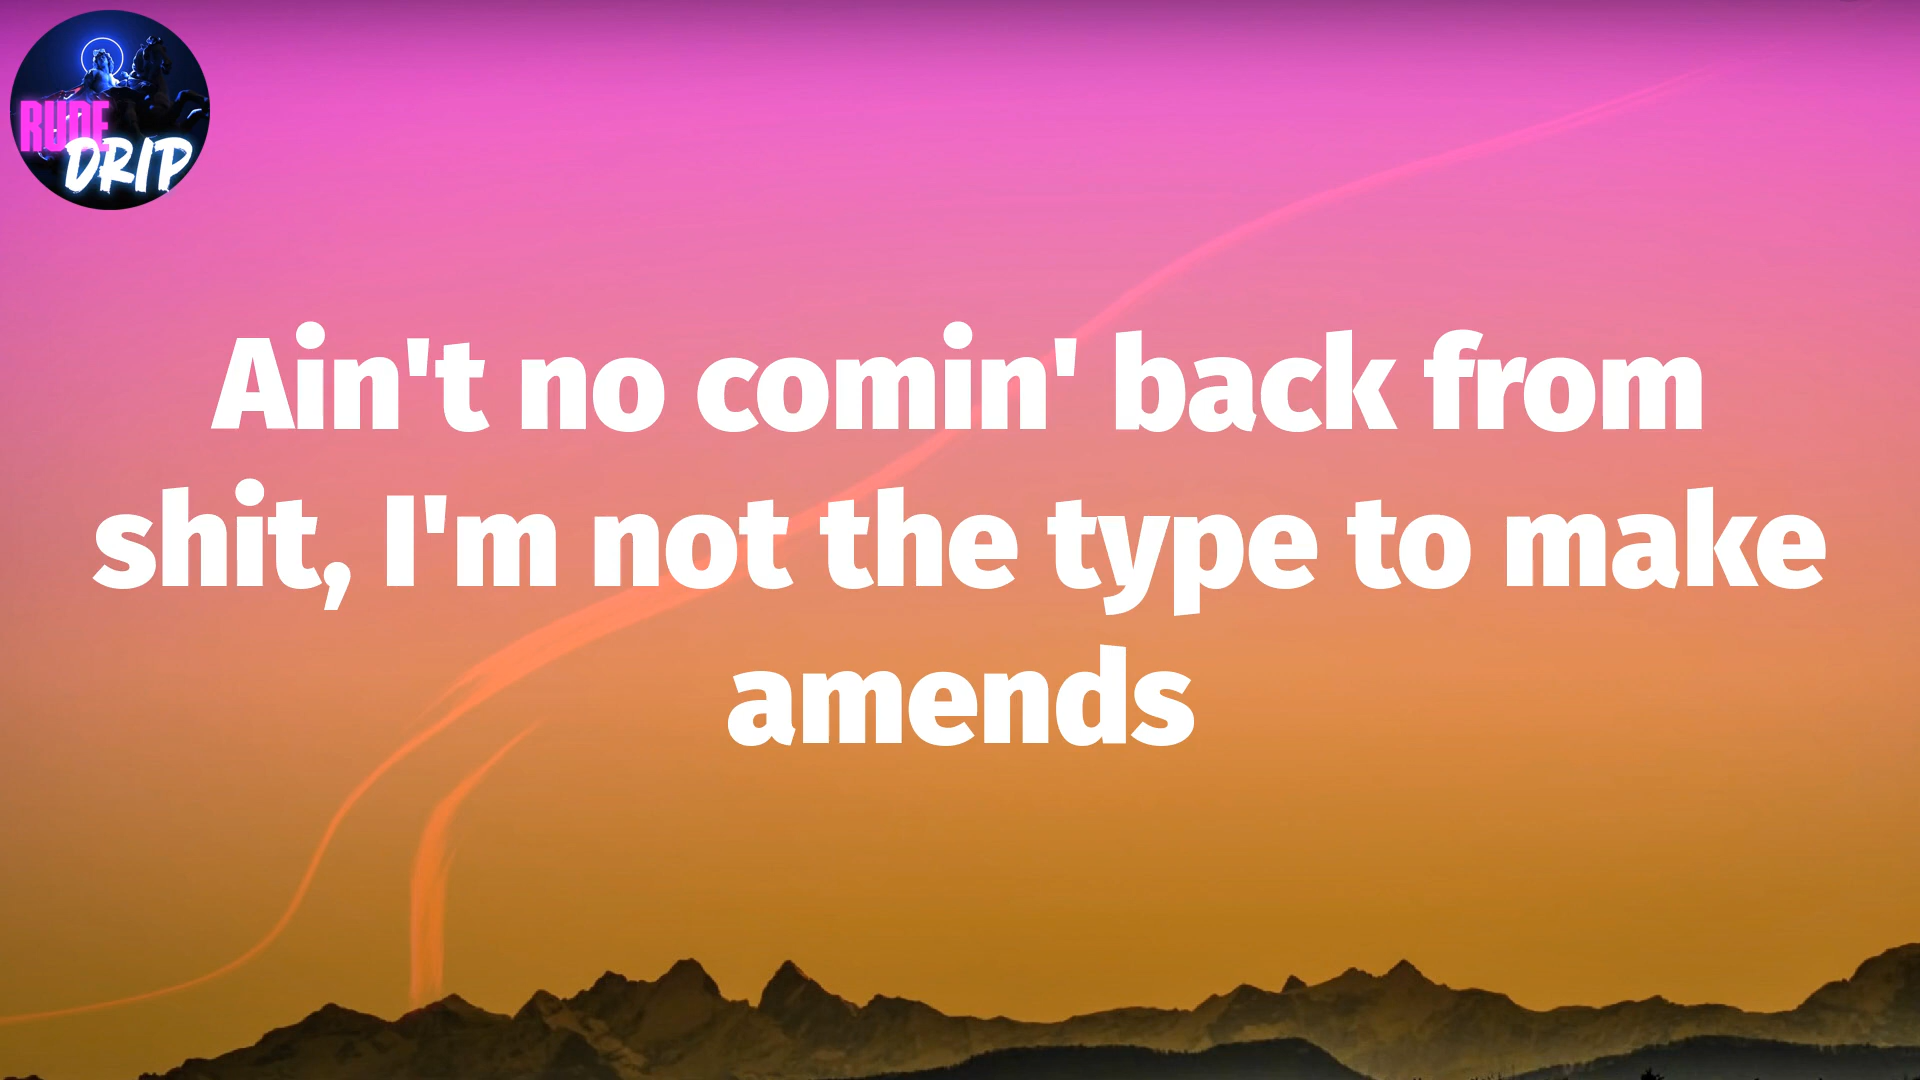 RUDE
DRIP
Ain't no comin' back from
shit, I'm not the type to make
amends